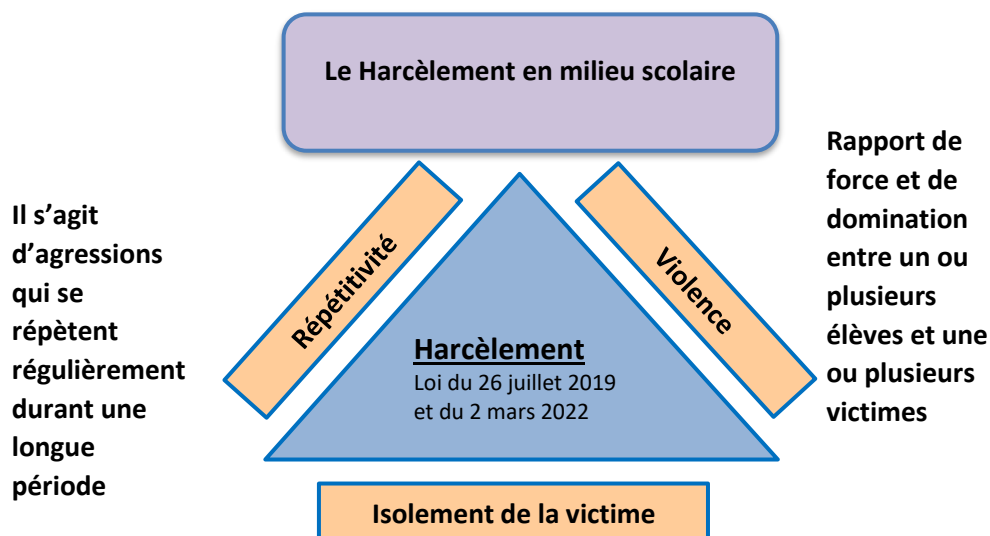 Le Harcèlement en milieu scolaire
Il s’agit
d’agressions
qui se
répètent
régulièrement
durant une
longue
période
Répétitivité
Harcèlement
Loi du 26 juillet 2019
et du 2 mars 2022
Violence
Rapport de
force et de
domination
entre un ou
plusieurs
élèves et une
ou plusieurs
victimes
Isolement de la victime